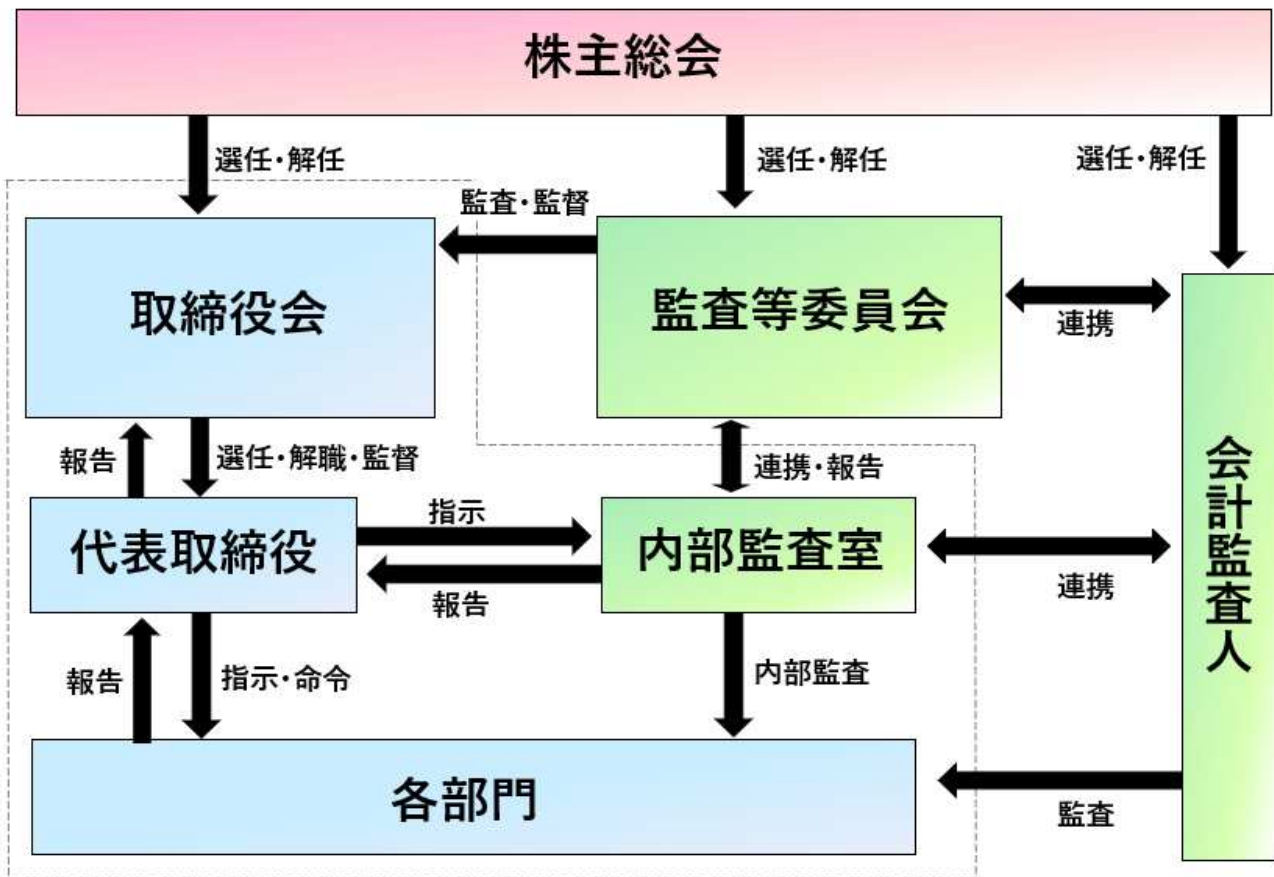 株主総会
選任・解任
選任・解任
選任・解任
監査・監督
取締役会
監査等委員会
連携
報告
選任・解職・監督
連携・報告
会計監査人
代表取締役
指示
内部監査室
報告
連携
報告
指示・命令
内部監査
各部門
監査